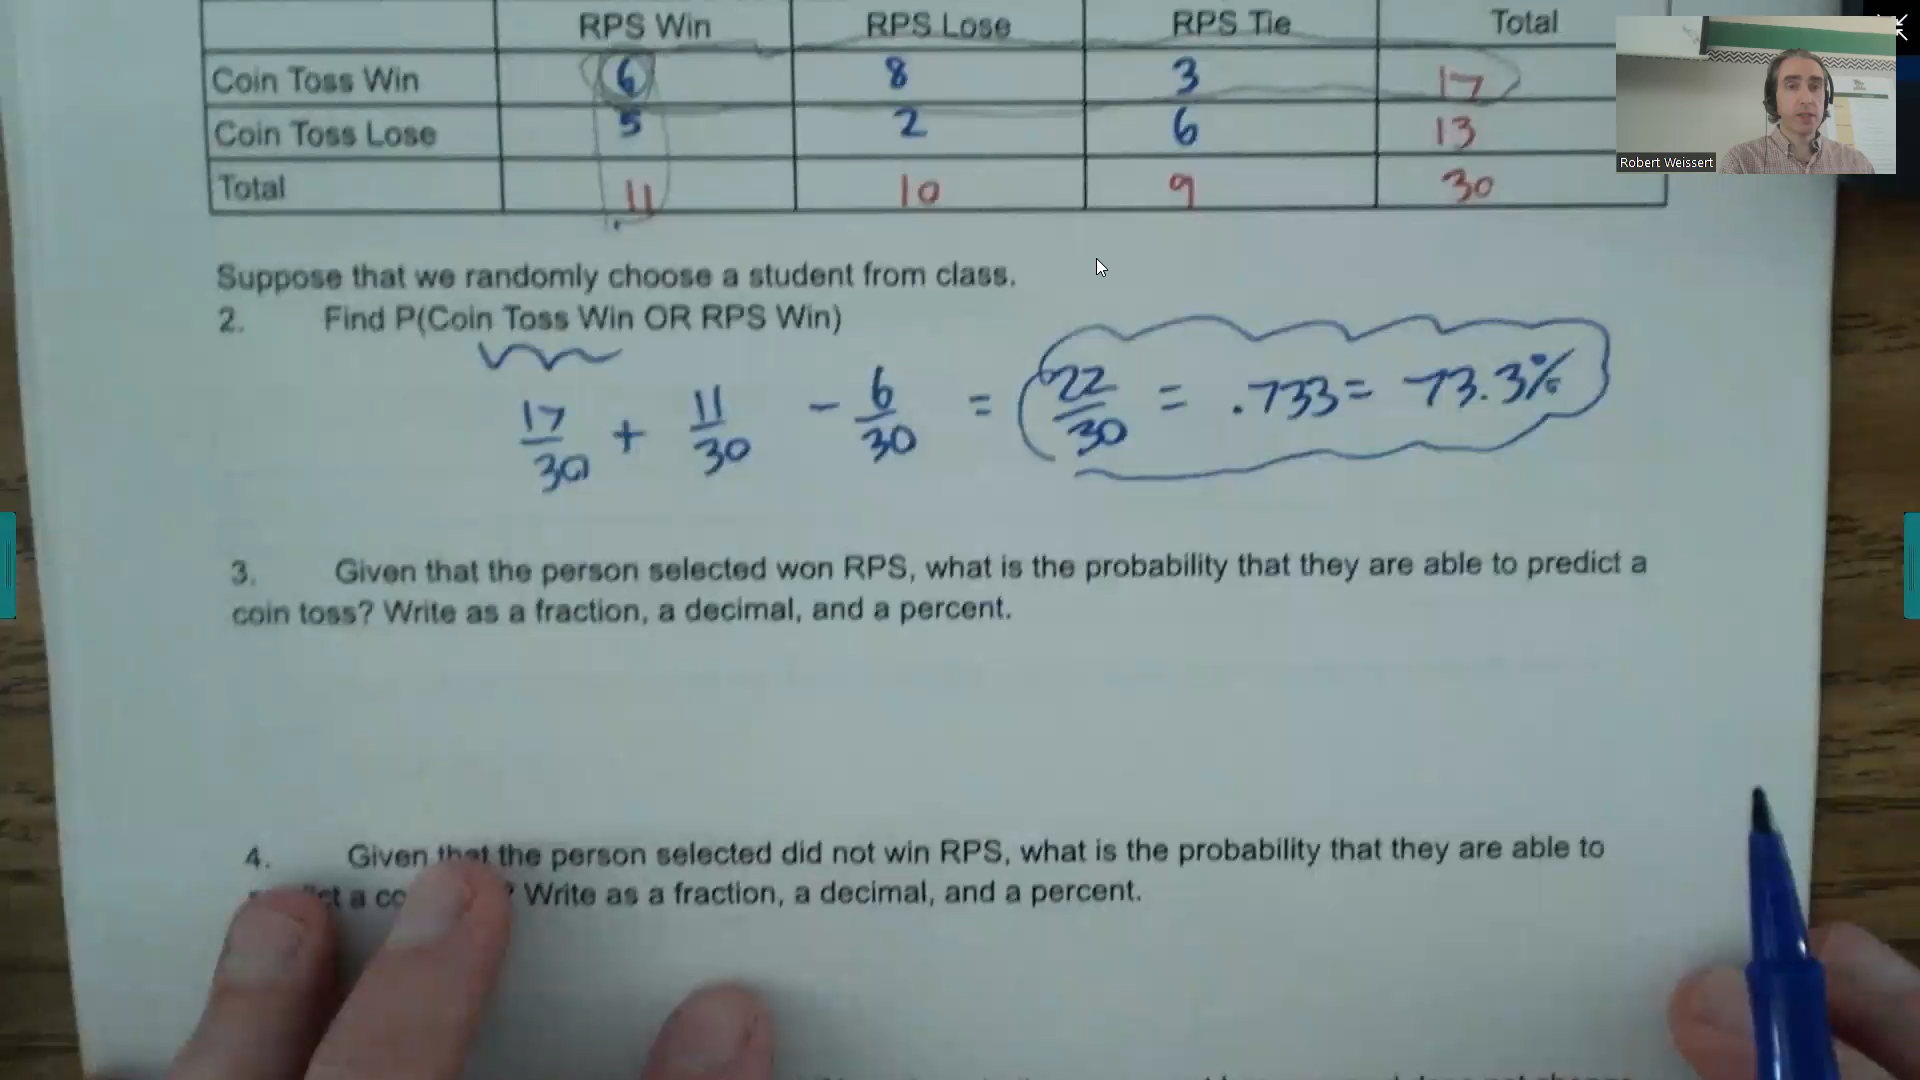 RPS Win RPS Lose RPS Tie Total
Coin Toss Win 6 8 3 17
Coin Toss Lose 5 2 6 13
Total 11 10 9 30
Robert Weissert
Suppose that we randomly choose a student from class.
2. Find P(Coin Toss Win OR RPS Win)
17/30 + 11/30 - 6/30 = 22/30 = .733 = 73.3%
3. Given that the person selected won RPS, what is the probability that they are able to predict a
coin toss? Write as a fraction, a decimal, and a percent.
4. Given that the person selected did not win RPS, what is the probability that they are able to
a ? Write as a fraction, a decimal, and a percent.